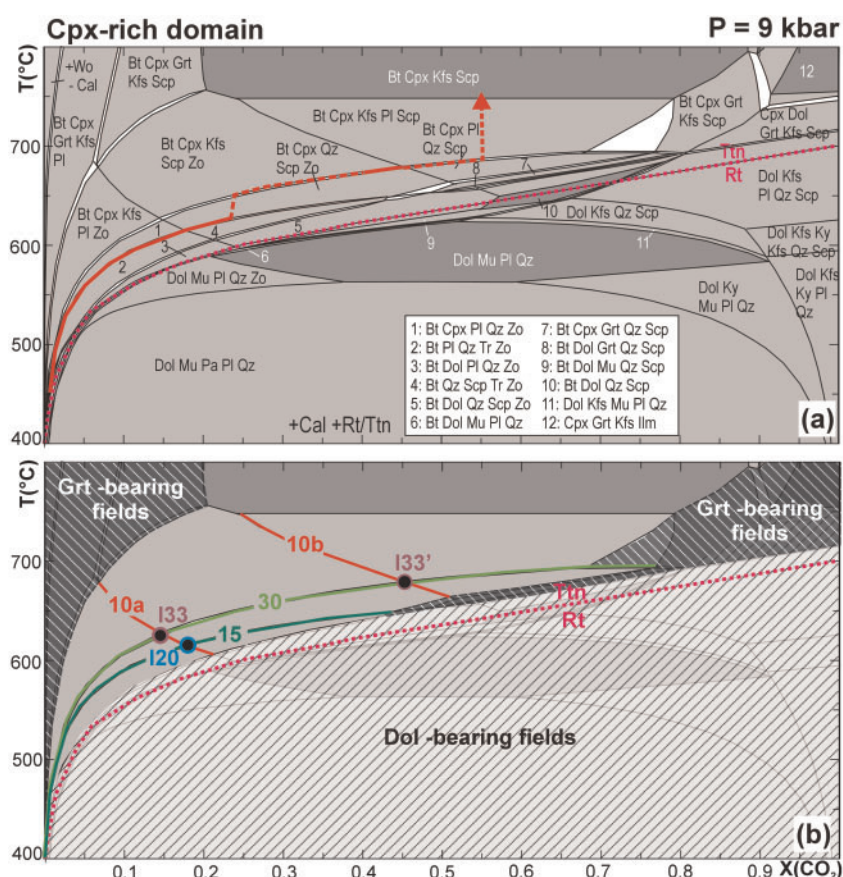 Cpx-rich domain
P = 9 kbar
T(°C)
+Wo
- Cal
Bt Cpx Grt
Kfs Scp
Bt Cpx Kfs Scp
12
Bt Cpx
Grt Kfs
Pl
Bt Cpx Kfs
Scp Zo
Bt Cpx Kfs Pl Scp
Bt Cpx Qz
Scp Zo
Bt Cpx Pl
Qz Scp
Bt Cpx Grt
Kfs Scp
Cpx Dol
Grt Kfs Scp
700
Ttn
Rt
7
8
Dol Kfs
Pl Qz Scp
Bt Cpx Kfs
Pl Zo
1
4
5
10
Dol Kfs Qz Scp
600
3
2
6
9
11
Dol Mu Pl Qz Zo
Dol Mu Pl Qz
Dol Kfs Ky
Kfs Qz Scp
Dol Ky
Mu Pl Qz
Dol Kfs
Ky Pl
Qz
500
Dol Mu Pa Pl Qz
1: Bt Cpx Pl Qz Zo
2: Bt Pl Qz Tr Zo
3: Bt Dol Pl Qz Zo
4: Bt Qz Scp Tr Zo
5: Bt Dol Qz Scp Zo
6: Bt Dol Mu Pl Qz
7: Bt Cpx Grt Qz Scp
8: Bt Dol Grt Qz Scp
9: Bt Dol Mu Qz Scp
10: Bt Dol Qz Scp
11: Dol Kfs Mu Pl Qz
12: Cpx Grt Kfs Ilm
+Cal +Rt/Ttn
(a)
400
T(°C)
Grt -bearing
fields
Grt -bearing
fields
10b
700
I33'
10a
I33
30
Ttn
Rt
15
I20
600
500
Dol -bearing fields
(b)
400
0.1
0.2
0.3
0.4
0.5
0.6
0.7
0.8
0.9
X(CO₂)